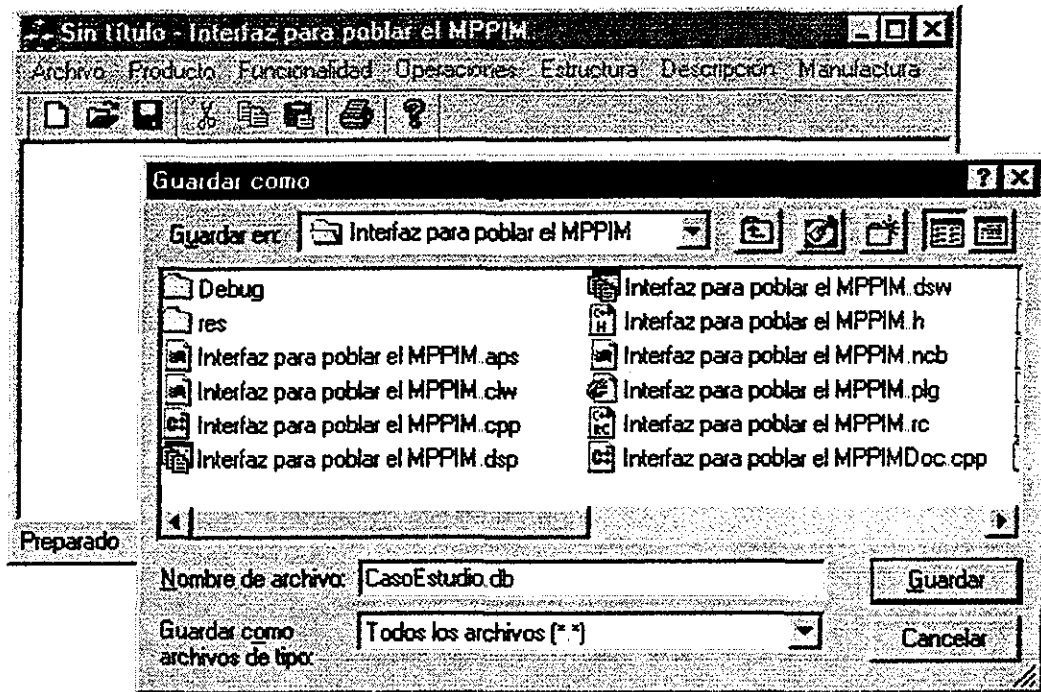 Sin título - Interfaz para poblar el MPPIM.
Archivo Producto Funcionalidad Operaciones Estructura Descripción Manufactura
Guardar como
Guardar en: Interfaz para poblar el MPPIM
Debug
res
Interfaz para poblar el MPPIM..aps
Interfaz para poblar el MPPIM..clw
Interfaz para poblar el MPPIM..cpp
Interfaz para poblar el MPPIM.dsp
Interfaz para poblar el MPPIM..dsw
Interfaz para poblar el MPPIM..h
Interfaz para poblar el MPPIM..ncb
Interfaz para poblar el MPPIM..plg
Interfaz para poblar el MPPIM..rc
Interfaz para poblar el MPPIMDoc.cpp
Preparado
Nombre de archivo: CasoEstudio.db
Guardar
Guardar como
archivos de tipo:
Todos los archivos (*.*)
Cancelar